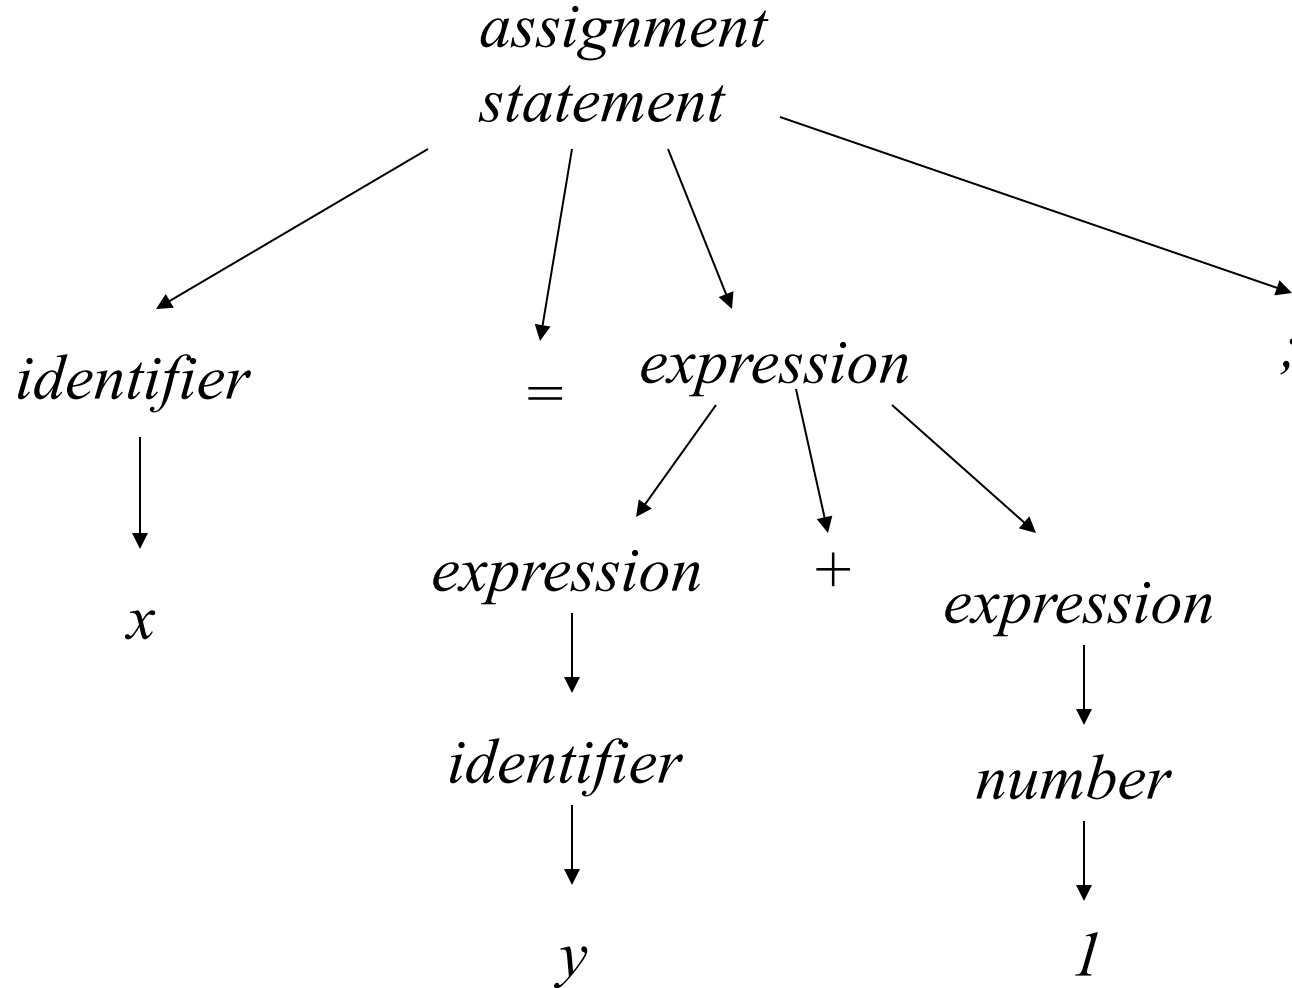 assignment
statement
identifier = expression ;
expression + expression
x
identifier number
y 1